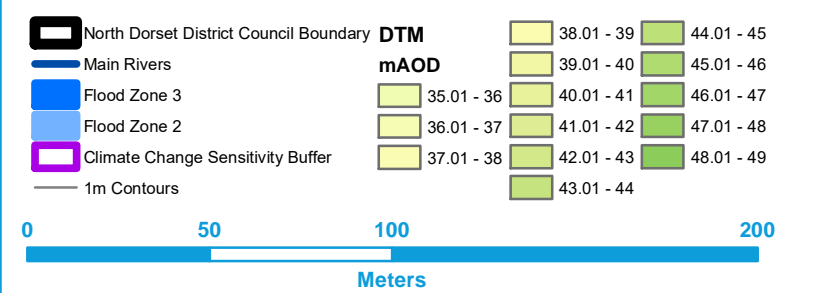 North Dorset District Council Boundary
Main Rivers
Flood Zone 3
Flood Zone 2
Climate Change Sensitivity Buffer
1m Contours
DTM
mAOD
35.01 - 36
36.01 - 37
37.01 - 38
38.01 - 39
39.01 - 40
40.01 - 41
41.01 - 42
42.01 - 43
43.01 - 44
44.01 - 45
45.01 - 46
46.01 - 47
47.01 - 48
48.01 - 49
0 50 100 200
Meters